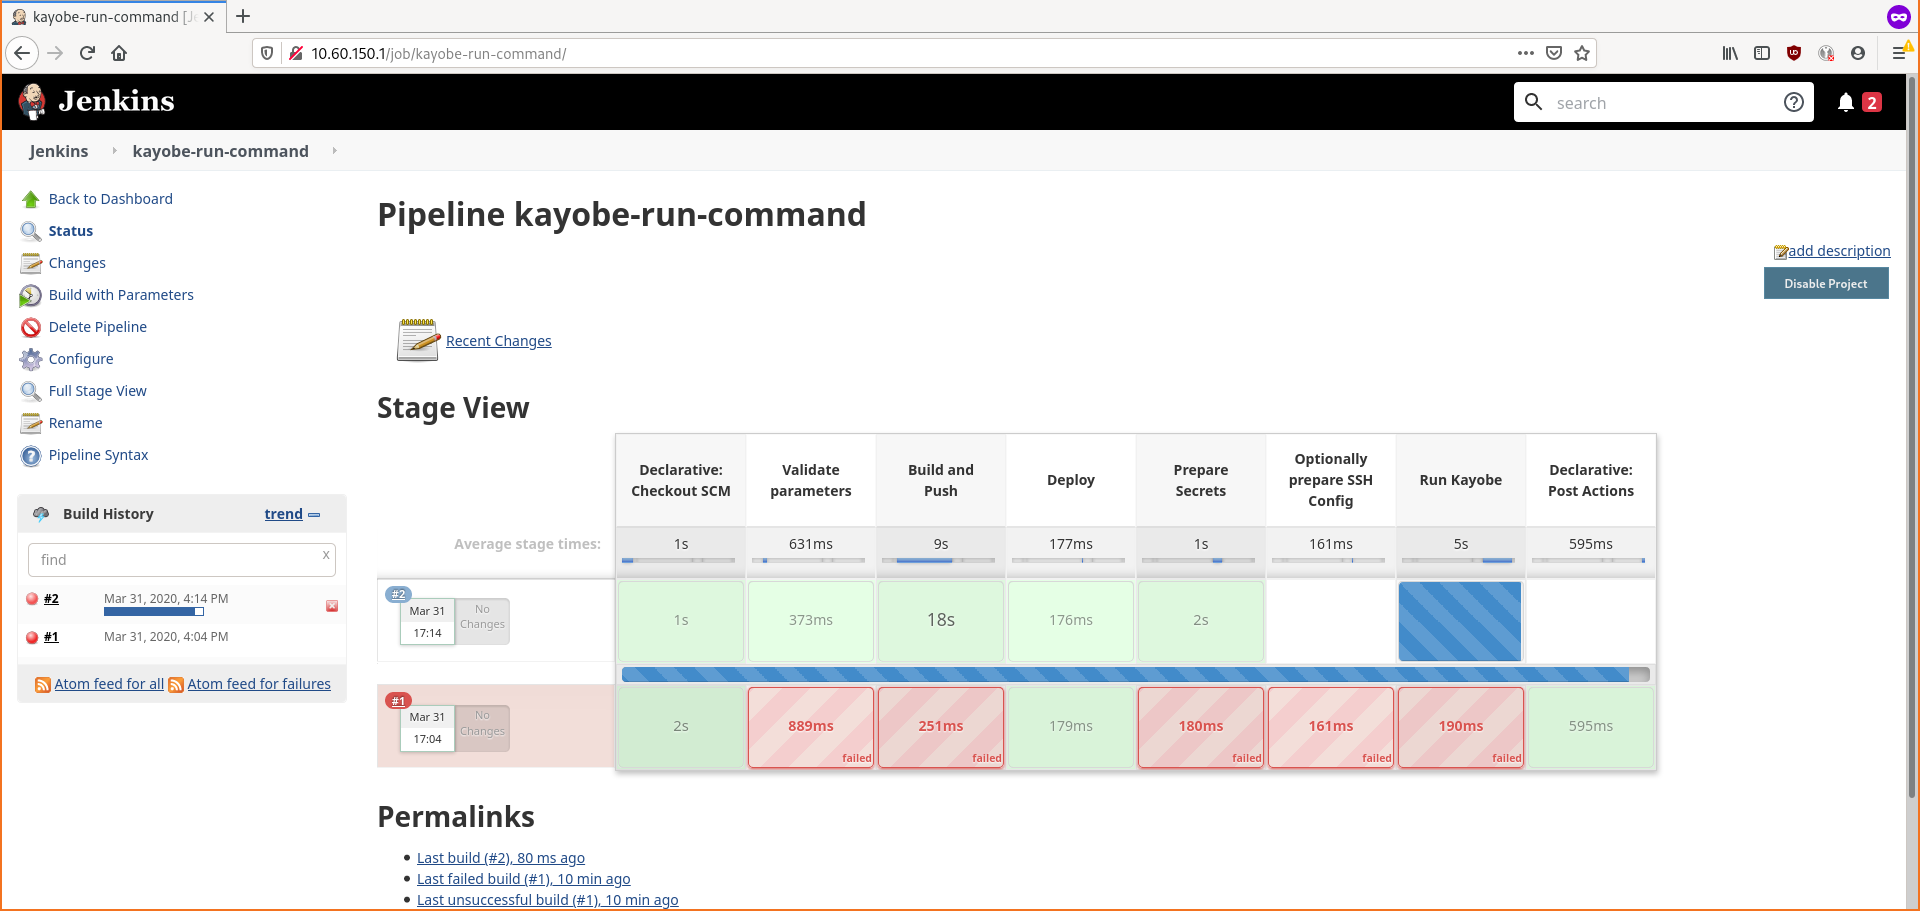 kayobe-run-command [Je
10.60.150.1/job/kayobe-run-command/
Jenkins
search
2
Jenkins
kayobe-run-command
Back to Dashboard
Status
Changes
Build with Parameters
Delete Pipeline
Configure
Full Stage View
Rename
Pipeline Syntax
Build History
trend
find
x
#2
Mar 31, 2020, 4:14 PM
#1
Mar 31, 2020, 4:04 PM
Atom feed for all
Atom feed for failures
Pipeline kayobe-run-command
add description
Disable Project
Recent Changes
Stage View
Declarative:
Checkout SCM
Validate
parameters
Build and
Push
Deploy
Prepare
Secrets
Optionally
prepare SSH
Config
Run Kayobe
Declarative:
Post Actions
Average stage times:
1s
631ms
9s
177ms
1s
161ms
5s
595ms
#2
Mar 31
17:14
No
Changes
1s
373ms
18s
176ms
2s
#1
Mar 31
17:04
No
Changes
2s
889ms
failed
251ms
failed
179ms
180ms
failed
161ms
failed
190ms
failed
595ms
Permalinks
Last build (#2), 80 ms ago
Last failed build (#1), 10 min ago
Last unsuccessful build (#1), 10 min ago